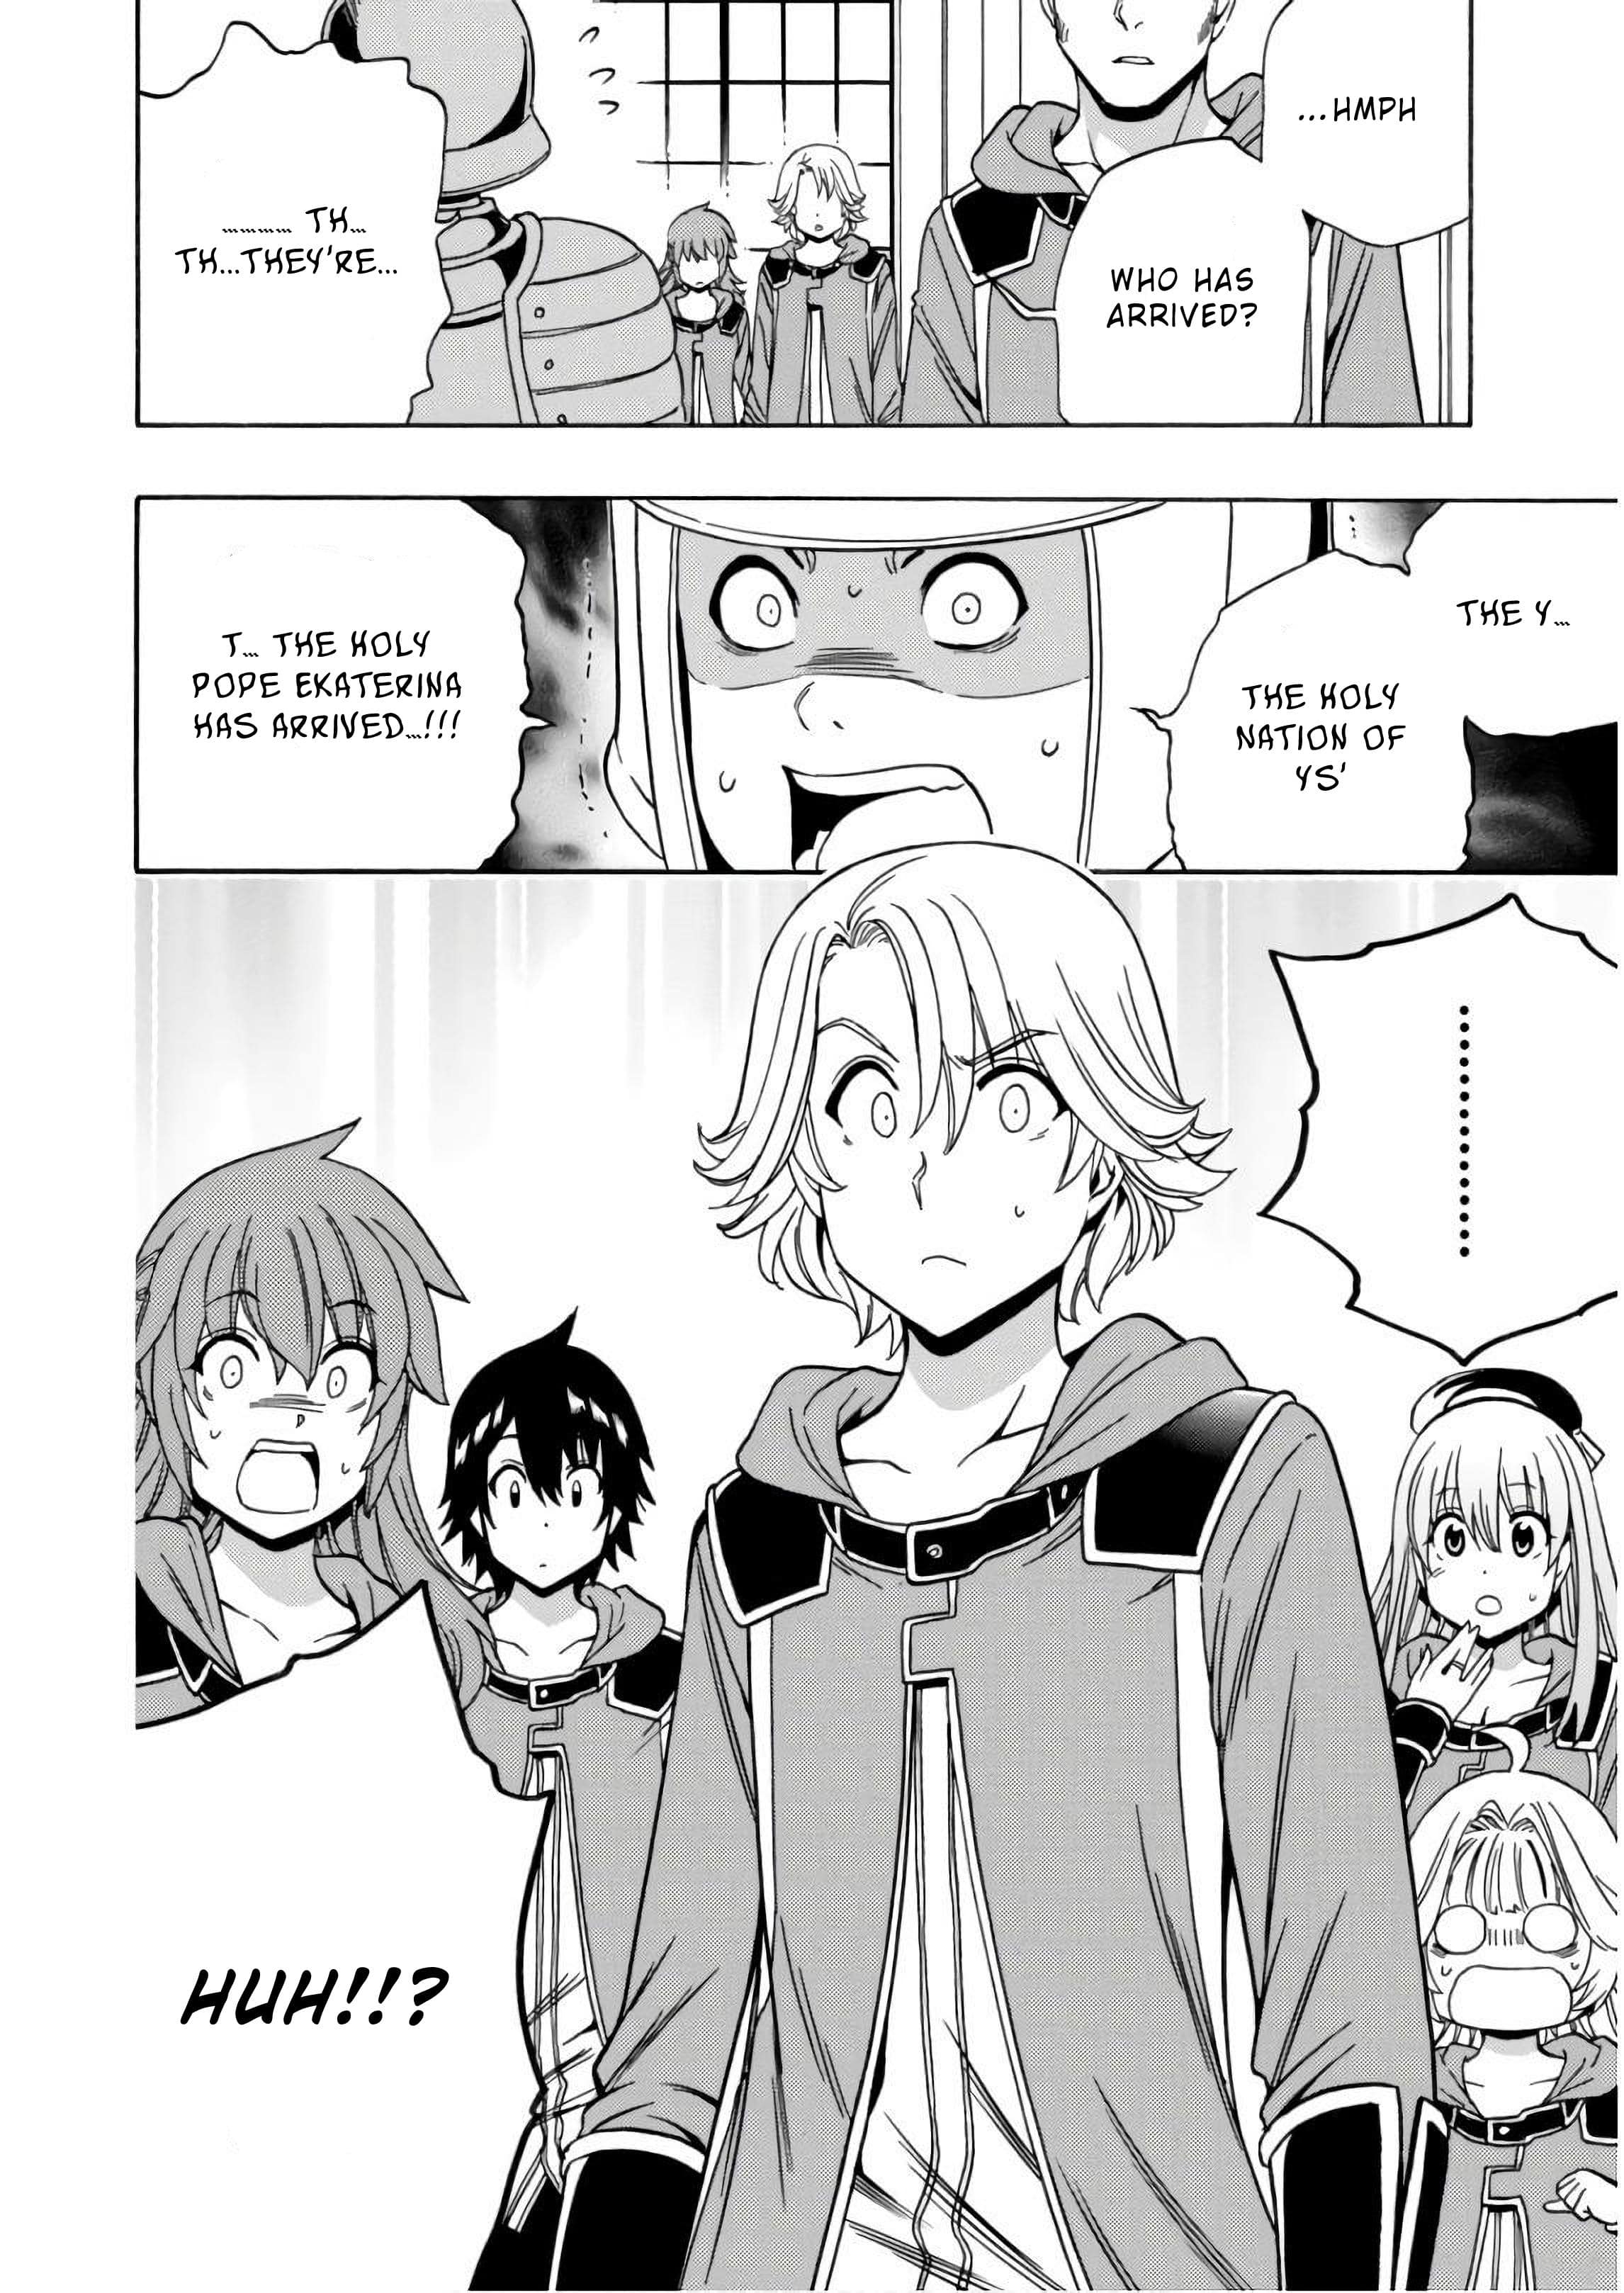 ...HMPH
WHO HAS
ARRIVED?
............ TH...
TH...THEY'RE...
THE Y...
THE HOLY
NATION OF
YS'
T... THE HOLY
POPE EKATERINA
HAS ARRIVED...!!!
..................
HUH!!?